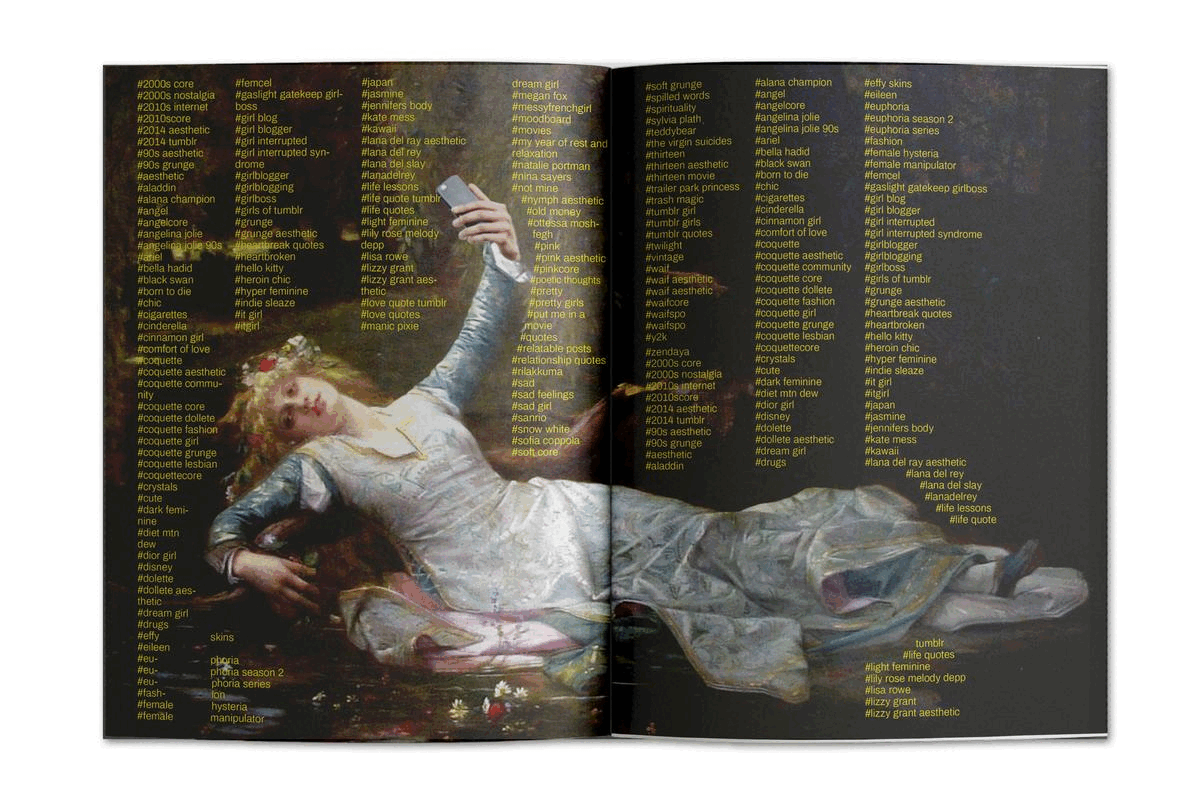 #2000s core
#2000s nostalgia
#2010s internet
#2010score
#2014 aesthetic
#2014 tumblr
#90s aesthetic
#90s grunge
#aesthetic
#aladdin
#alana champion
#angel
#angelcore
#angelina jolie
#angelina jolie 90s
#ariel
#bella hadid
#black swan
#born to die
#chic
#cigarettes
#cinderella
#cinnamon girl
#comfort of love
#coquette
#coquette aesthetic
#coquette commu-
nity
#coquette core
#coquette dollete
#coquette fashion
#coquette girl
#coquette grunge
#coquette lesbian
#coquettecore
#crystals
#cute
#dark femi-
nine
#diet mtn
dew
#dior girl
#disney
#dolette
#dollete aes-
thetic
#dream girl
#drugs
#effy skins
#eileen
#eu- phoria
#eu- phoria season 2
#eu- phoria series
#fash- ion
#female hysteria
#female manipulator
#femcel
#gaslight gatekeep girl-
boss
#girl blog
#girl blogger
#girl interrupted
#girl interrupted syn-
drome
#girlblogger
#girlblogging
#girlboss
#girls of tumblr
#grunge
#grunge aesthetic
#heartbreak quotes
#heartbroken
#hello kitty
#heroin chic
#hyper feminine
#indie sleaze
#it girl
#itgirl
#japan
#jasmine
#jennifers body
#kate mess
#kawaii
#lana del ray aesthetic
#lana del rey
#lana del slay
#lanadelrey
#life lessons
#life quote tumblr
#life quotes
#light feminine
#lily rose melody
depp
#lisa rowe
#lizzy grant
#lizzy grant aes-
thetic
#love quote tumblr
#love quotes
#manic pixie
dream girl
#megan fox
#messyfrenchgirl
#moodboard
#movies
#my year of rest and
relaxation
#natalie portman
#nina sayers
#not mine
#nymph aesthetic
#old money
#ottessa mosh-
fegh
#pink
#pink aesthetic
#pinkcore
#poetic thoughts
#pretty
#pretty girls
#put me in a
movie
#quotes
#relatable posts
#relationship quotes
#rilakkuma
#sad
#sad feelings
#sad girl
#sanrio
#snow white
#sofia coppola
#soft core
#soft grunge
#spilled words
#spirituality
#sylvia plath
#teddybear
#the virgin suicides
#thirteen
#thirteen aesthetic
#thirteen movie
#trailer park princess
#trash magic
#tumblr girl
#tumblr girls
#tumblr quotes
#twilight
#vintage
#waif
#waif aesthetic
#waif aesthetic
#waifcore
#waifspo
#waifspo
#y2k
#zendaya
#2000s core
#2000s nostalgia
#2010s internet
#2010score
#2014 aesthetic
#2014 tumblr
#90s aesthetic
#90s grunge
#aesthetic
#aladdin
#alana champion
#angel
#angelcore
#angelina jolie
#angelina jolie 90s
#ariel
#bella hadid
#black swan
#born to die
#chic
#cigarettes
#cinderella
#cinnamon girl
#comfort of love
#coquette
#coquette aesthetic
#coquette community
#coquette core
#coquette dollete
#coquette fashion
#coquette girl
#coquette grunge
#coquette lesbian
#coquettecore
#crystals
#cute
#dark feminine
#diet mtn dew
#dior girl
#disney
#dolette
#dollete aesthetic
#dream girl
#drugs
#effy skins
#eileen
#euphoria
#euphoria season 2
#euphoria series
#fashion
#female hysteria
#female manipulator
#femcel
#gaslight gatekeep girlboss
#girl blog
#girl blogger
#girl interrupted
#girl interrupted syndrome
#girlblogger
#girlblogging
#girlboss
#girls of tumblr
#grunge
#grunge aesthetic
#heartbreak quotes
#heartbroken
#hello kitty
#heroin chic
#hyper feminine
#indie sleaze
#it girl
#itgirl
#japan
#jasmine
#jennifers body
#kate mess
#kawaii
#lana del ray aesthetic
#lana del rey
#lana del slay
#lanadelrey
#life lessons
#life quote
tumblr
#life quotes
#light feminine
#lily rose melody depp
#lisa rowe
#lizzy grant
#lizzy grant aesthetic